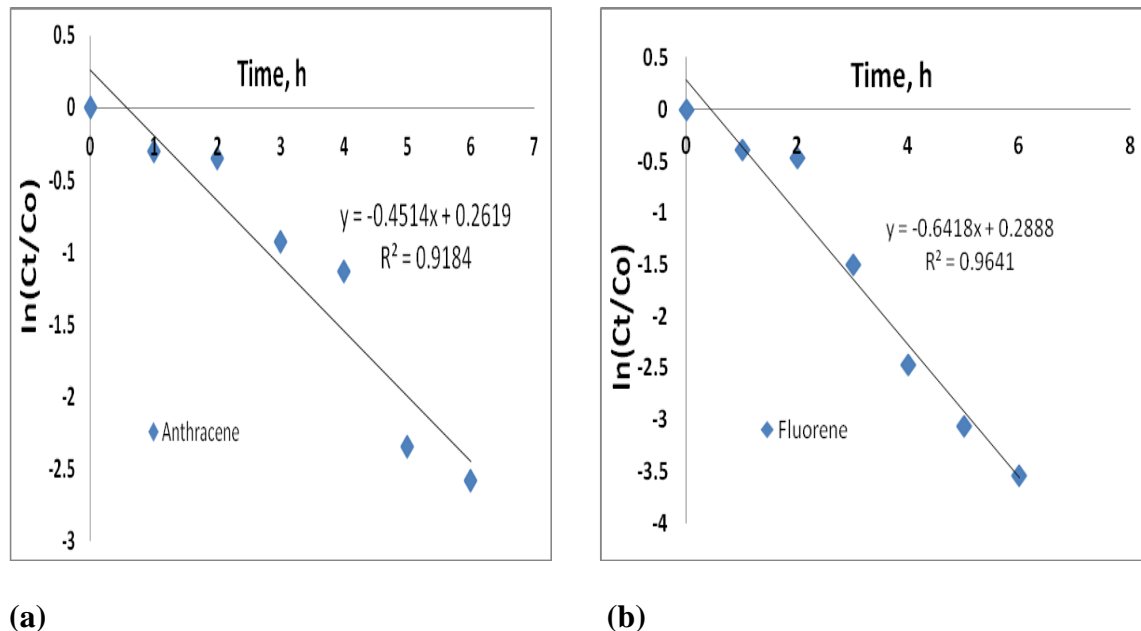 0.5
Time, h
0
0 1 2 3 4 5 6 7
-0.5
y = -0.4514x + 0.2619
R² = 0.9184
-1
-1.5
-2
-2.5
-3
ln(Ct/Co)
Anthracene
(a)
1
0.5
Time, h
0
0 2 4 6 8
-0.5
-1
y = -0.6418x + 0.2888
R² = 0.9641
-1.5
-2
-2.5
-3
-3.5
-4
ln(Ct/Co)
Fluorene
(b)